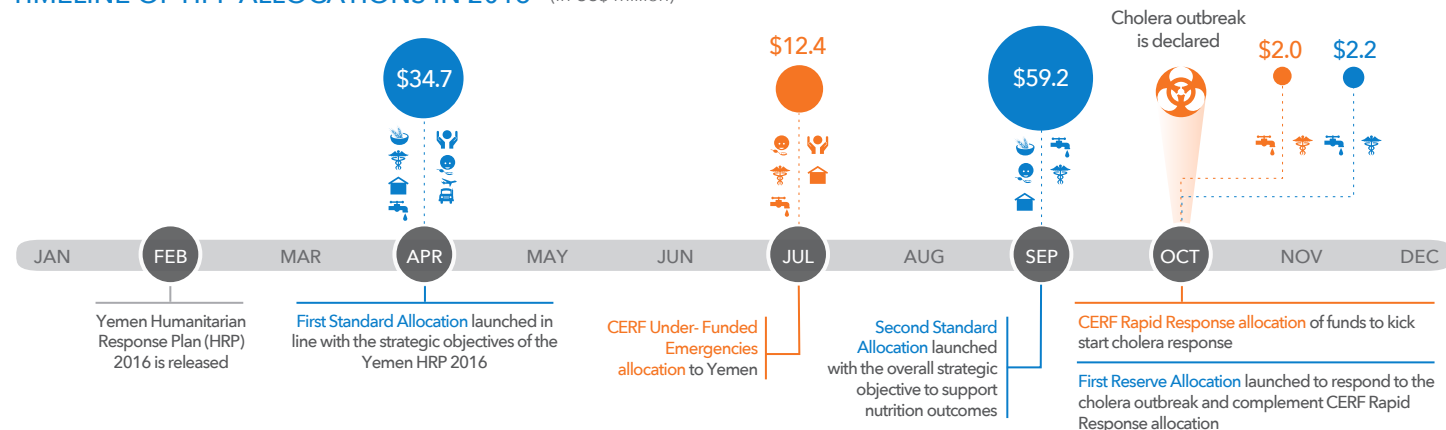 (in US$ million)
$34.7
$12.4
$59.2
Cholera outbreak
is declared
$2.0
$2.2
JAN
FEB
MAR
APR
MAY
JUN
JUL
AUG
SEP
OCT
NOV
DEC
Yemen Humanitarian
Response Plan (HRP)
2016 is released
First Standard Allocation launched in
line with the strategic objectives of the
Yemen HRP 2016
CERF Under- Funded
Emergencies
allocation to Yemen
Second Standard
Allocation launched
with the overall strategic
objective to support
nutrition outcomes
CERF Rapid Response allocation of funds to kick
start cholera response
First Reserve Allocation launched to respond to the
cholera outbreak and complement CERF Rapid
Response allocation